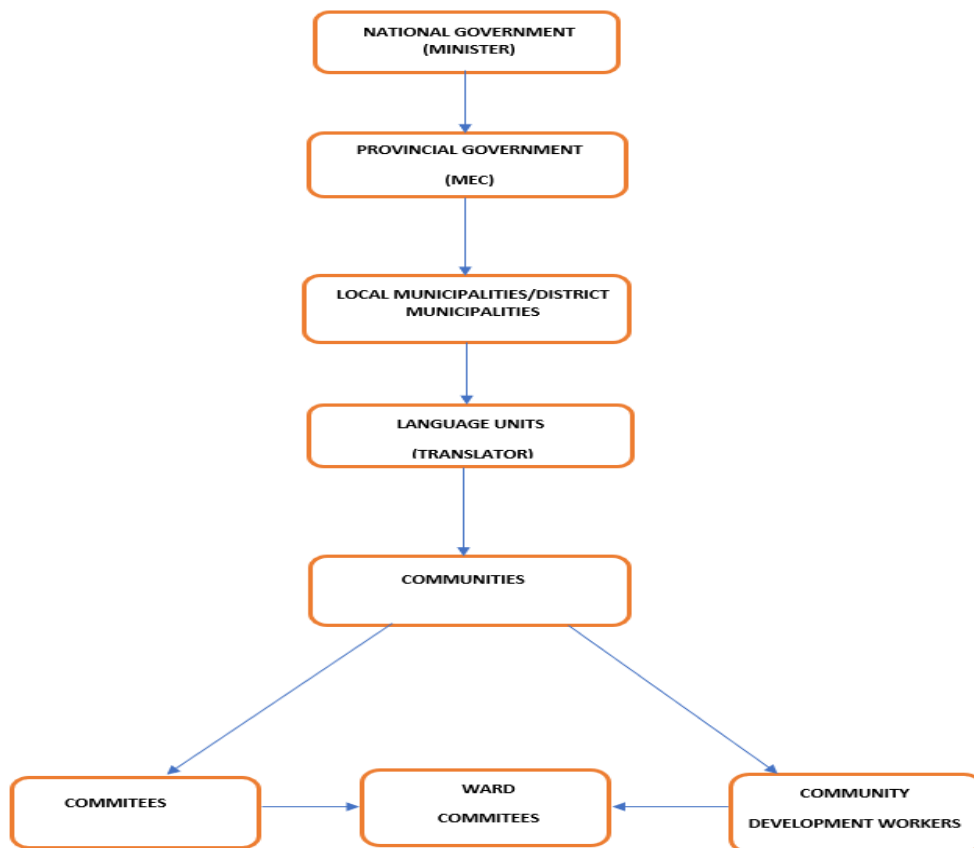 NATIONAL GOVERNMENT
(MINISTER)
PROVINCIAL GOVERNMENT
(MEC)
LOCAL MUNICIPALITIES/DISTRICT
MUNICIPALITIES
LANGUAGE UNITS
(TRANSLATOR)
COMMUNITIES
COMMITEES
WARD
COMMITEES
COMMUNITY
DEVELOPMENT WORKERS